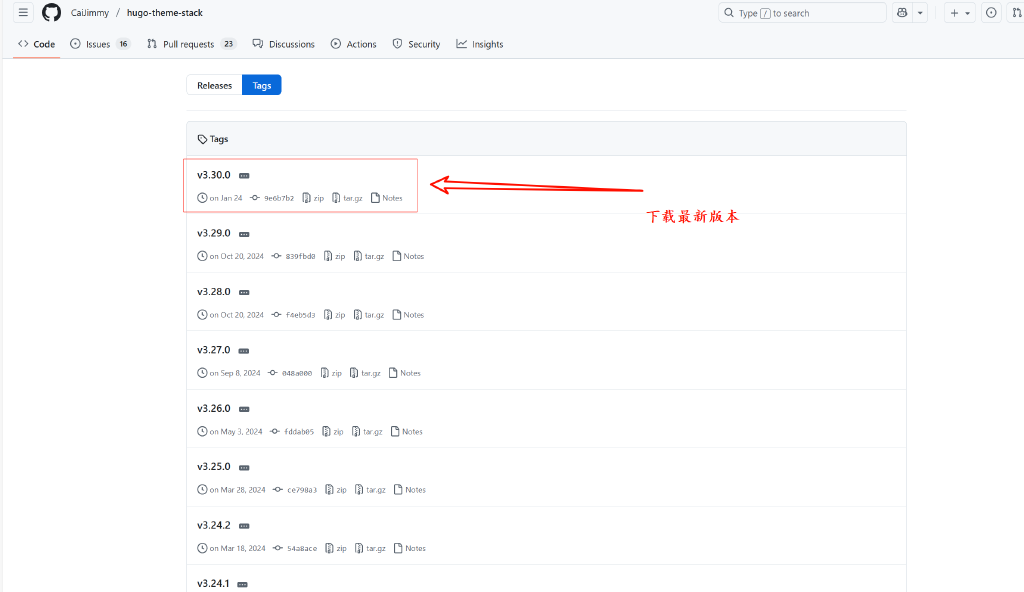 CaiJimmy / hugo-theme-stack
Type / to search
Code Issues 16 Pull requests 23 Discussions Actions Security Insights
Releases Tags
Tags
v3.30.0
on Jan 24 9e6b7b2 zip tar.gz Notes
下载最新版本
v3.29.0
on Oct 20, 2024 839fbd0 zip tar.gz Notes
v3.28.0
on Oct 20, 2024 f4eb5d3 zip tar.gz Notes
v3.27.0
on Sep 8, 2024 048a000 zip tar.gz Notes
v3.26.0
on May 3, 2024 fddab05 zip tar.gz Notes
v3.25.0
on Mar 28, 2024 ce798a3 zip tar.gz Notes
v3.24.2
on Mar 18, 2024 54a8ace zip tar.gz Notes
v3.24.1